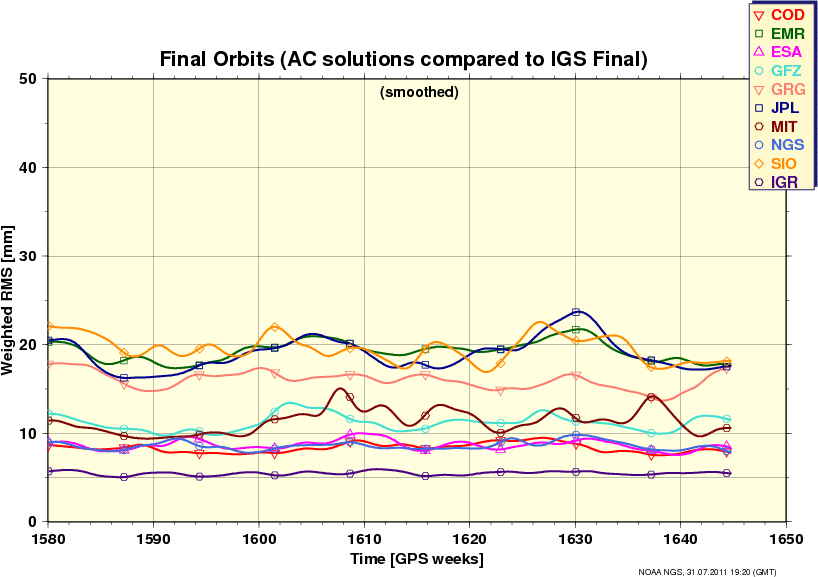 Final Orbits (AC solutions compared to IGS Final)
(smoothed)
COD
EMR
ESA
GFZ
GRG
JPL
MIT
NGS
SIO
IGR
Weighted RMS [mm]
50
40
30
20
10
0
1580 1590 1600 1610 1620 1630 1640 1650
Time [GPS weeks]
NOAA NGS, 31.07.2011 19:20 (GMT)